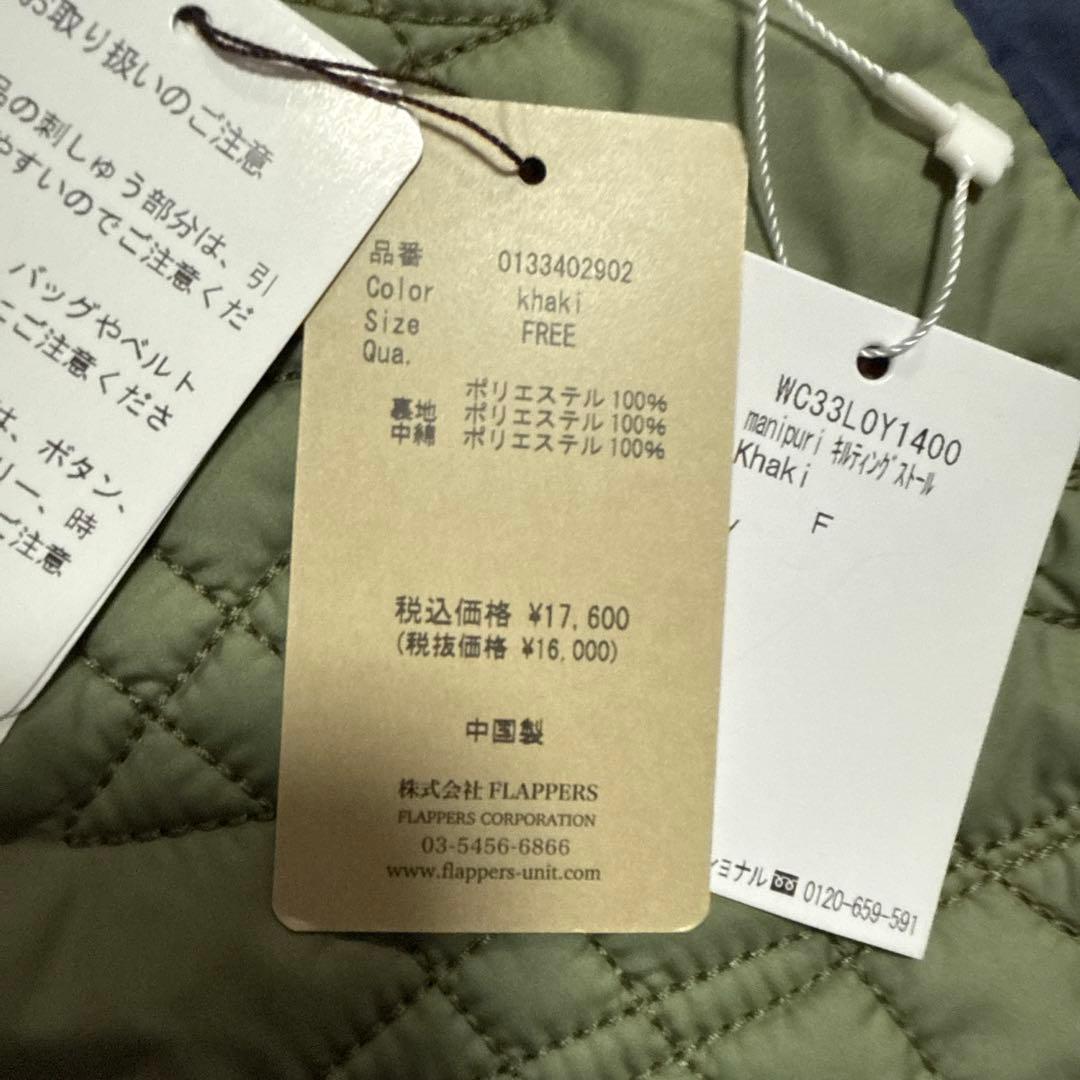 お取り扱いのご注意
品の刺しゅう部分は、引
やすいのでご注意くだ
バッグやベルト
にご注意くださ
は、ボタン、
リー、時
ご注意
品番 0133402902
Color khaki
Size FREE
Qua.
ポリエステル 100%
裏地 ポリエステル 100%
中綿 ポリエステル 100%
税込価格 ¥17,600
(税抜価格 ¥16,000)
中国製
株式会社 FLAPPERS
FLAPPERS CORPORATION
03-5456-6866
www.flappers-unit.com
WC33L0Y1400
manipuri ｷﾙﾃｨﾝｸﾞｽﾄｰﾙ
Khaki
F
ショナル 0120-659-591